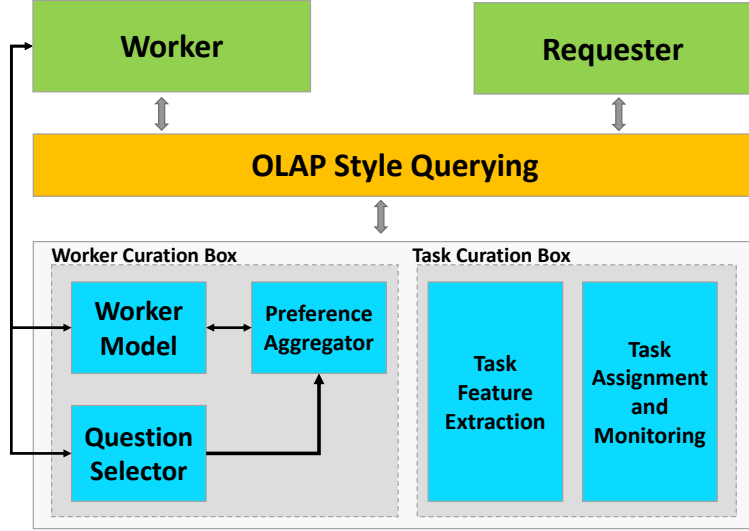 Worker
Requester
OLAP Style Querying
Worker Curation Box
Task Curation Box
Worker
Model
Preference
Aggregator
Question
Selector
Task
Feature
Extraction
Task
Assignment
and
Monitoring